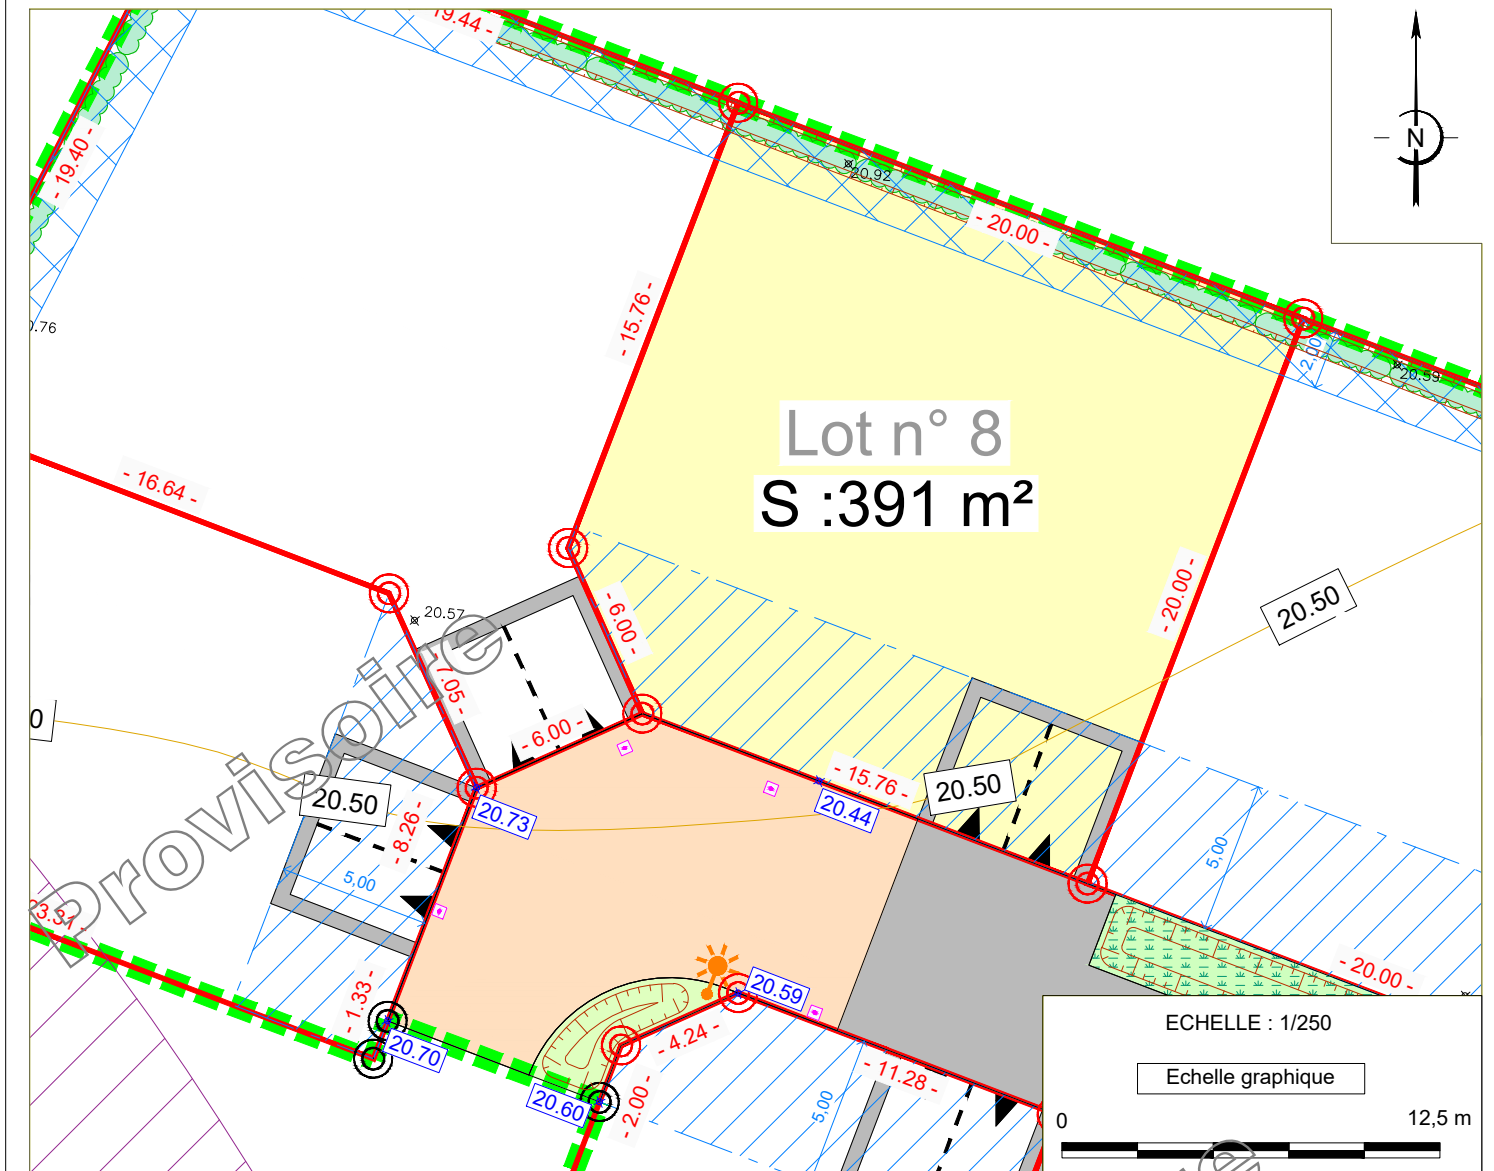 19.44 -
- 19.40 -
N
20.92
- 20.00 -
- 15.76 -
2,00
20.59
Lot n° 8
S :391 m²
- 16.64 -
20.57
- 6.00 -
- 20.00 -
20.50
- 7.05 -
- 6.00 -
Provisoire
20.50
20.73
- 8.26 -
- 15.76 -
20.44
20.50
5,00
5,00
- 1.33 -
20.59
- 20.00 -
20.70
- 4.24 -
- 11.28 -
20.60
- 2.00 -
5,00
ECHELLE : 1/250
Echelle graphique
0
12,5 m